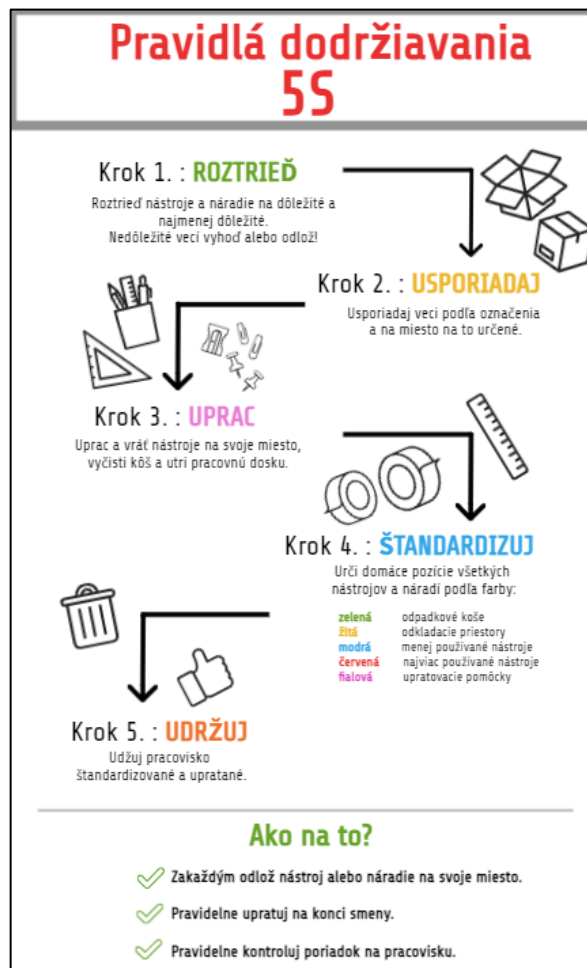 Pravidlá dodržiavania
5S
Krok 1. : ROZTRIEĎ
Roztrieď nástroje a náradie na dôležité a
najmenej dôležité.
Nedôležité veci vyhoď alebo odlož!
Krok 2. : USPORIADAJ
Usporiadaj veci podľa označenia
a na miesto na to určené.
Krok 3. : UPRAC
Uprac a vráť nástroje na svoje miesto,
vyčisti kôš a utri pracovnú dosku.
Krok 4. : ŠTANDARDIZUJ
Urči domáce pozície všetkých
nástrojov a náradí podľa farby:
zelená odpadkové koše
žltá odkladacie priestory
modrá menej používané nástroje
červená najviac používané nástroje
fialová upratovacie pomôcky
Krok 5. : UDRŽUJ
Udžuj pracovisko
štandardizované a upratané.
Ako na to?
Zakaždým odlož nástroj alebo náradie na svoje miesto.
Pravidelne upratuj na konci smeny.
Pravidelne kontroluj poriadok na pracovisku.